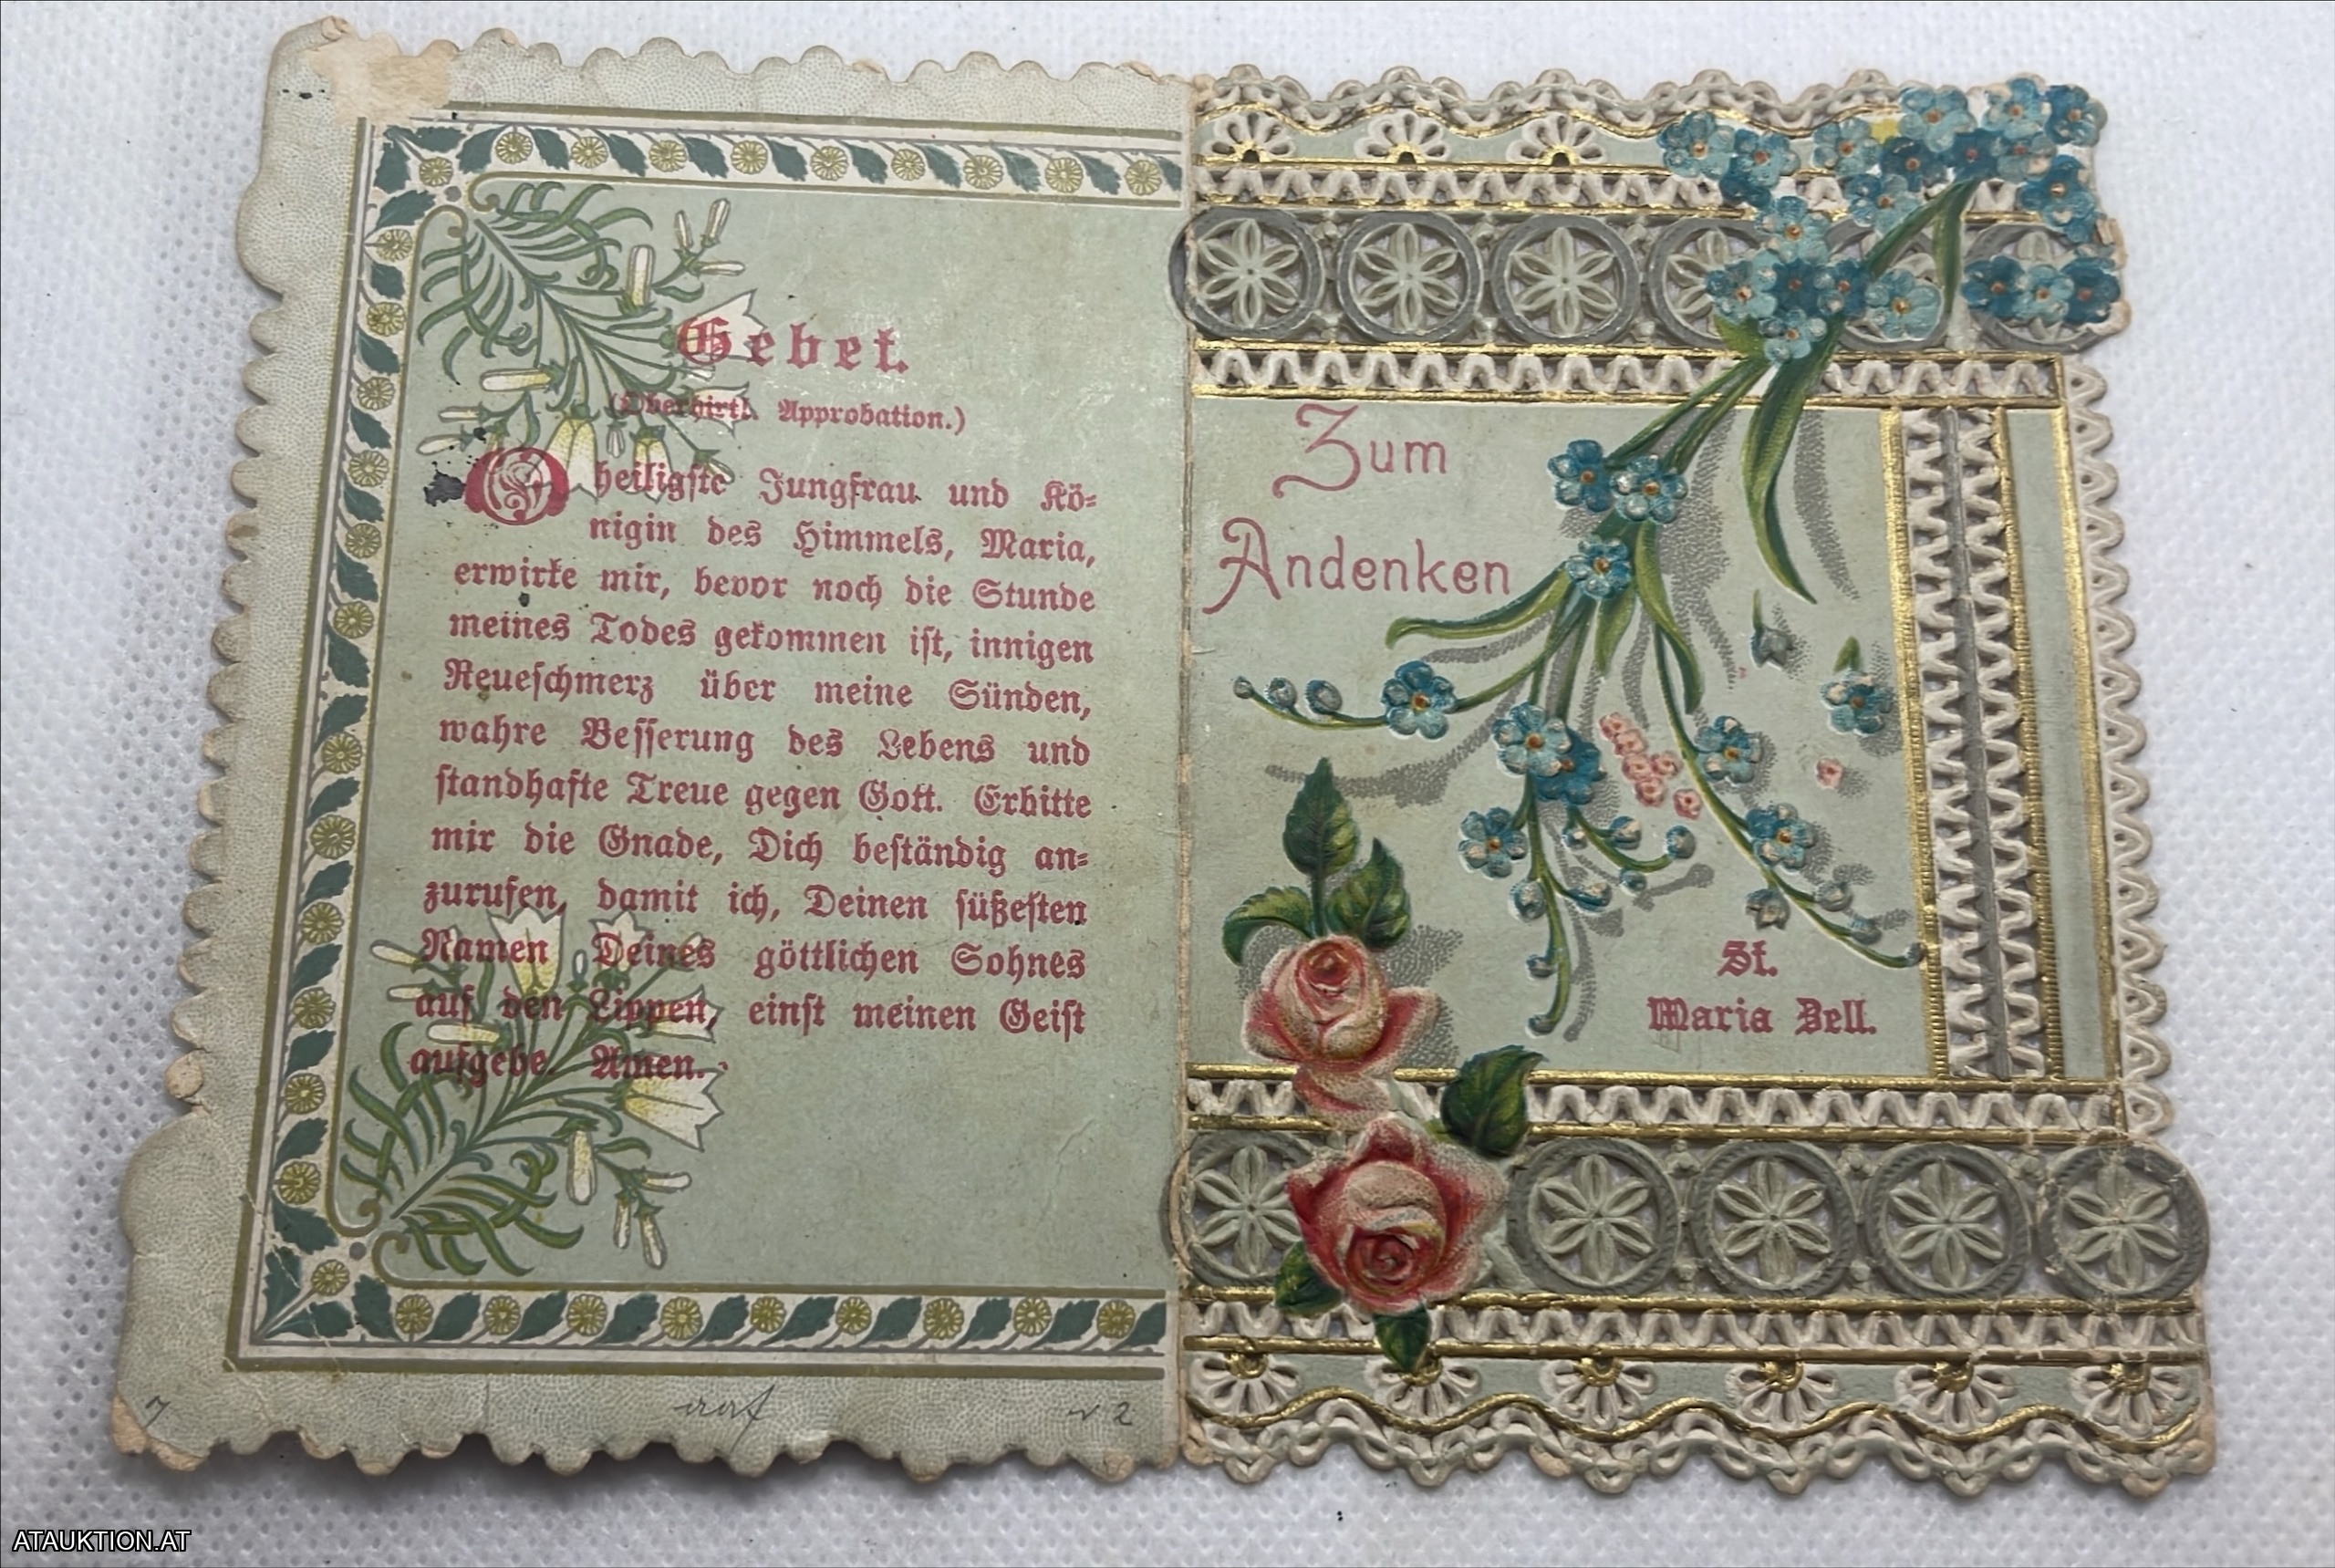 Gebet.
(Oberhirtl. Approbation.)
O heiligste Jungfrau und Kö=
nigin des Himmels, Maria,
erwirke mir, bevor noch die Stunde
meines Todes gekommen ist, innigen
Reueschmerz über meine Sünden,
wahre Besserung des Lebens und
standhafte Treue gegen Gott. Erbitte
mir die Gnade, Dich beständig an=
zurufen, damit ich, Deinen süßesten
Namen Deines göttlichen Sohnes
auf den Lippen, einst meinen Geist
aufgebe. Amen.
Zum
Andenken
St.
Maria Zell.
ATAUKTION.AT